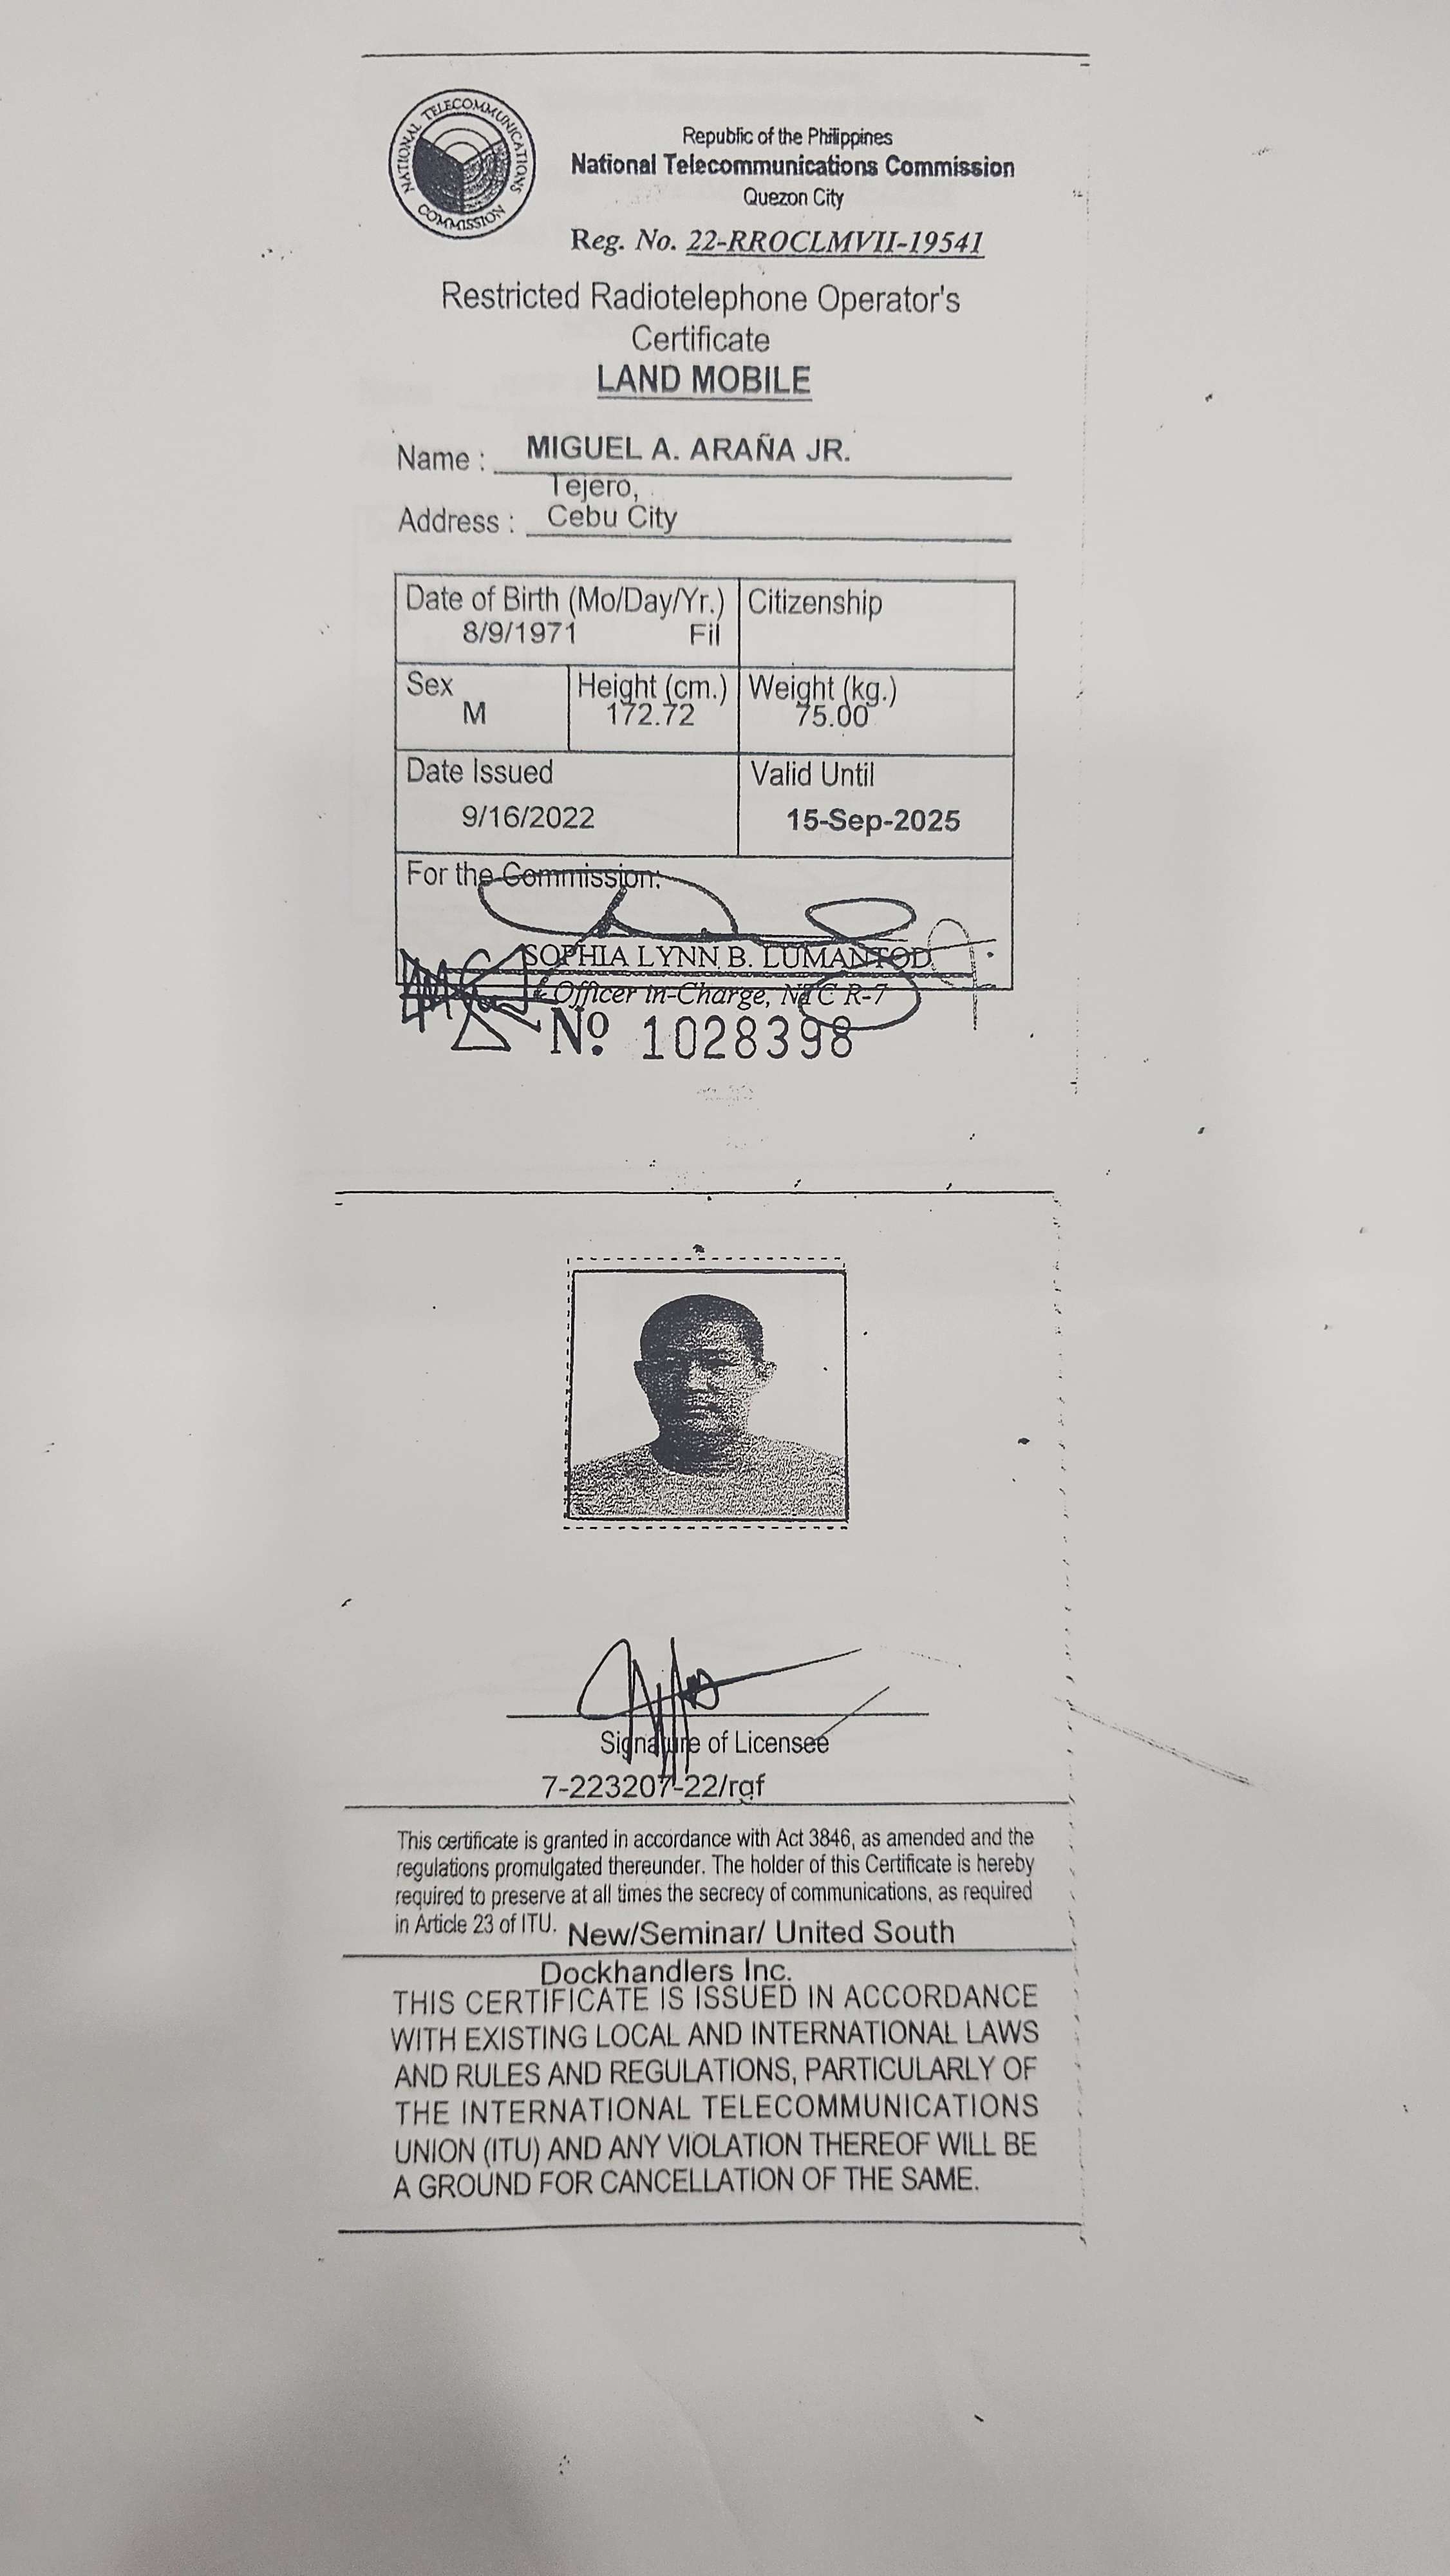 NATIONAL TELECOMMUNICATIONS COMMISSION
Republic of the Philippines
National Telecommunications Commission
Quezon City
Reg. No. 22-RROCLMVII-19541
Restricted Radiotelephone Operator's
Certificate
LAND MOBILE
Name : MIGUEL A. ARAÑA JR.
Tejero,
Address : Cebu City
Date of Birth (Mo/Day/Yr.) Citizenship
8/9/1971 Fil
Sex Height (cm.) Weight (kg.)
M 172.72 75.00
Date Issued Valid Until
9/16/2022 15-Sep-2025
For the Commission:
SOPHIA LYNN B. LUMANTOD
Officer in-Charge, NTC R-7
Nº. 1028398
Signature of Licensee
7-223207-22/rgf
This certificate is granted in accordance with Act 3846, as amended and the
regulations promulgated thereunder. The holder of this Certificate is hereby
required to preserve at all times the secrecy of communications, as required
in Article 23 of ITU. New/Seminar/ United South
Dockhandlers Inc.
THIS CERTIFICATE IS ISSUED IN ACCORDANCE
WITH EXISTING LOCAL AND INTERNATIONAL LAWS
AND RULES AND REGULATIONS, PARTICULARLY OF
THE INTERNATIONAL TELECOMMUNICATIONS
UNION (ITU) AND ANY VIOLATION THEREOF WILL BE
A GROUND FOR CANCELLATION OF THE SAME.